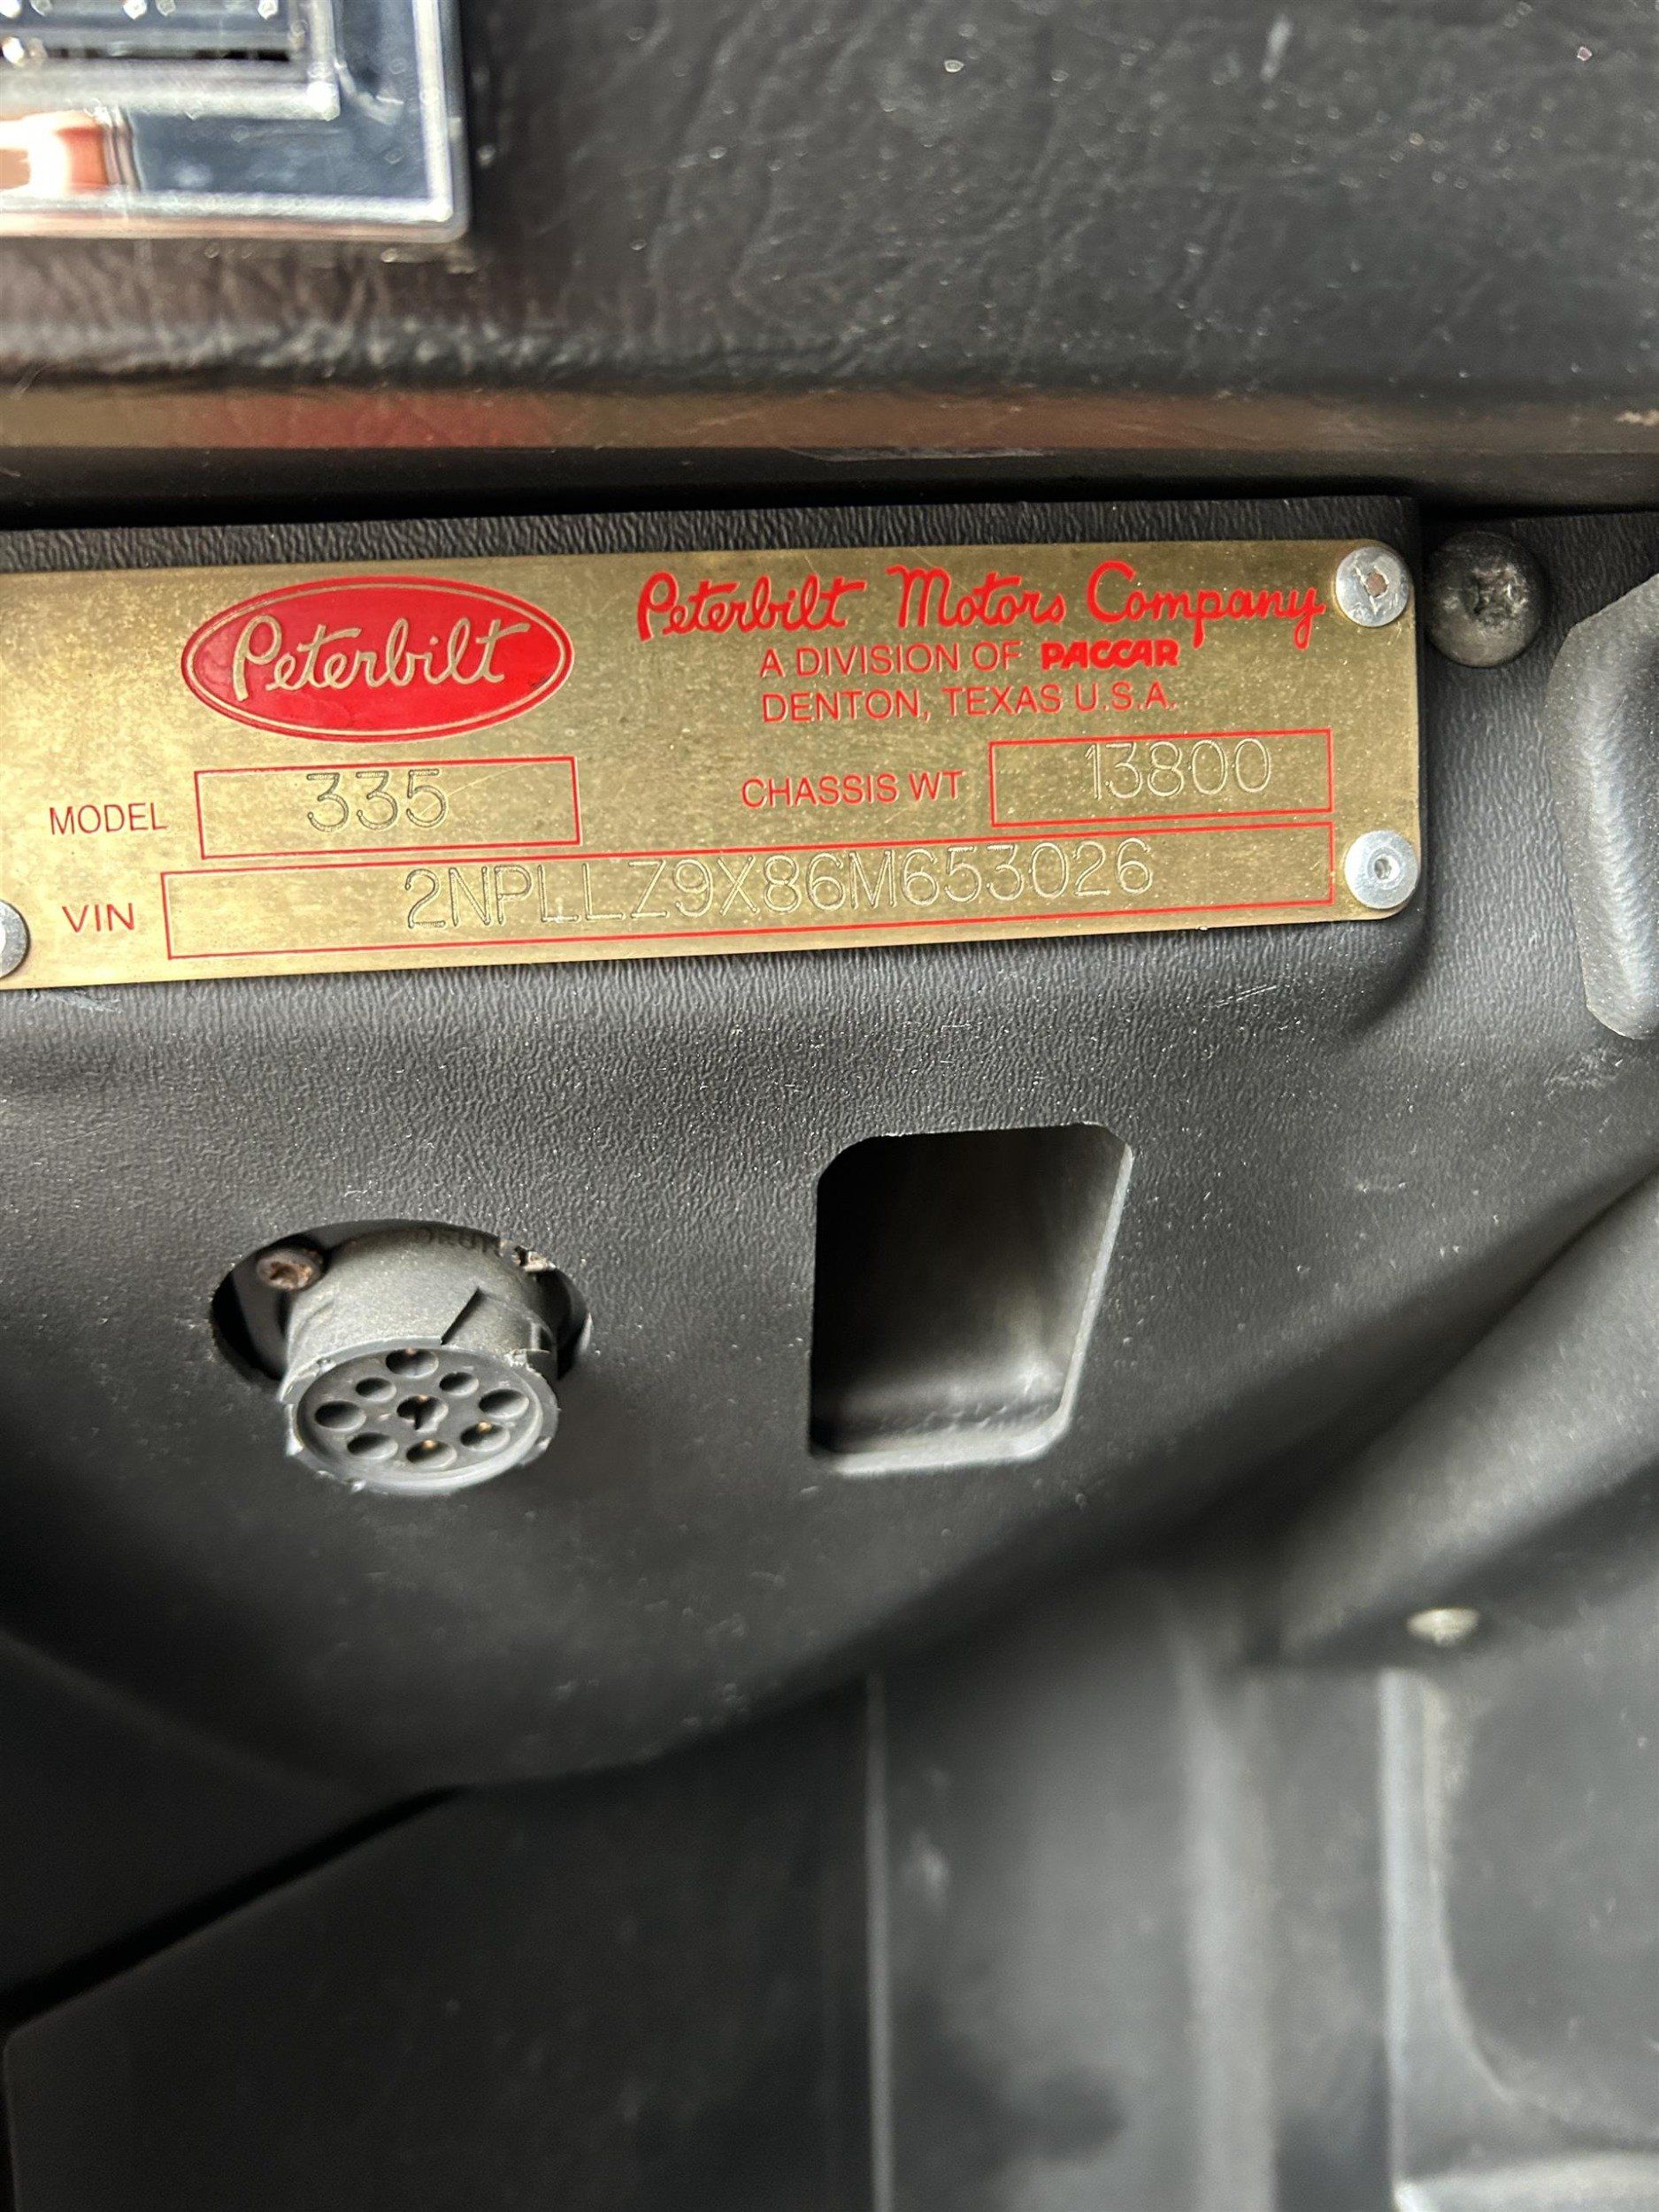 Peterbilt
Peterbilt Motors Company
A DIVISION OF PACCAR
DENTON, TEXAS U.S.A.
MODEL 335
CHASSIS WT 13800
VIN 2NPLLZ9X86M653026